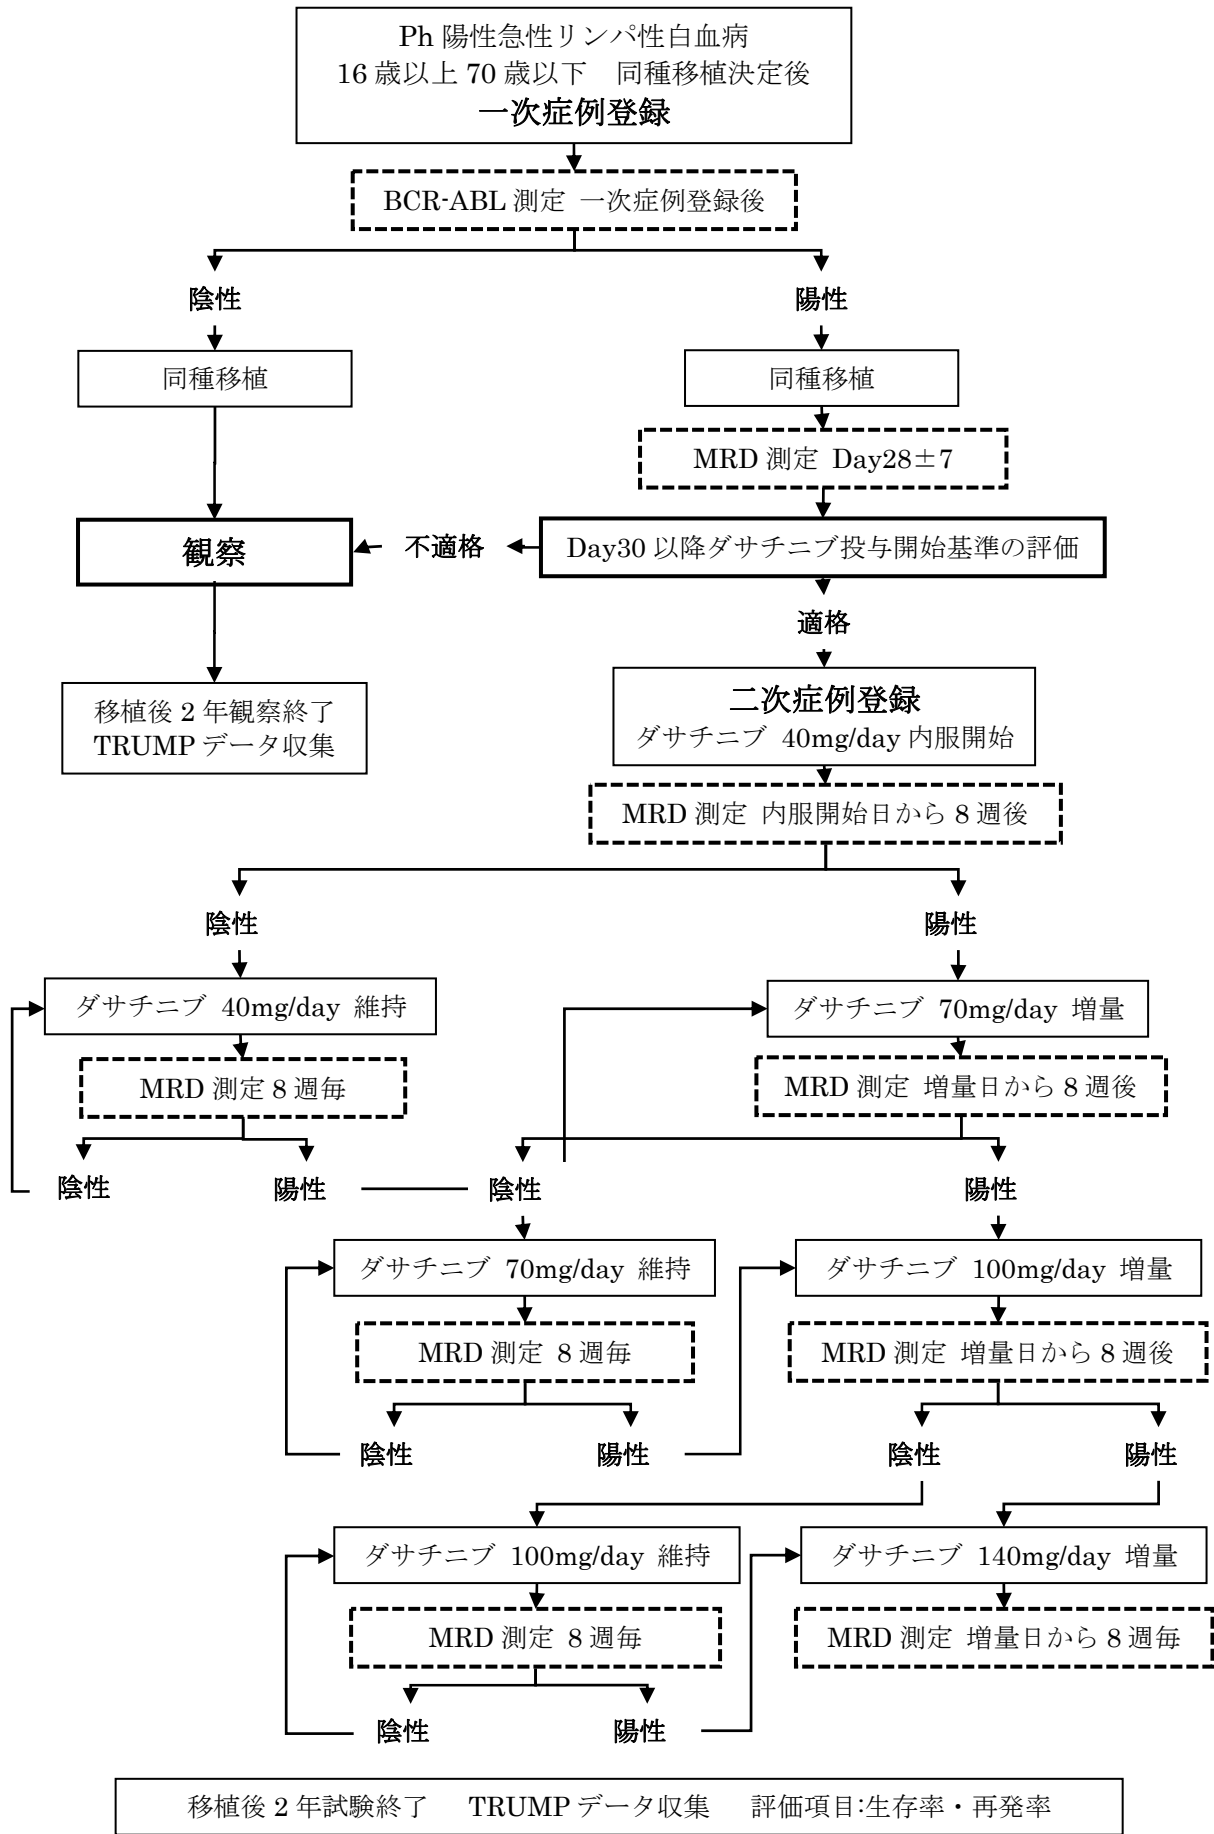 Ph 陽性急性リンパ性白血病
16 歳以上 70 歳以下　同種移植決定後
一次症例登録
BCR-ABL 測定 一次症例登録後
陰性
陽性
同種移植
同種移植
MRD 測定 Day28±7
観察
不適格
Day30 以降ダサチニブ投与開始基準の評価
適格
移植後 2 年観察終了
TRUMP データ収集
二次症例登録
ダサチニブ 40mg/day 内服開始
MRD 測定 内服開始日から 8 週後
陰性
陽性
ダサチニブ 40mg/day 維持
ダサチニブ 70mg/day 増量
MRD 測定 8 週毎
MRD 測定 増量日から 8 週後
陰性
陽性
陰性
陽性
ダサチニブ 70mg/day 維持
ダサチニブ 100mg/day 増量
MRD 測定 8 週毎
MRD 測定 増量日から 8 週後
陰性
陽性
陰性
陽性
ダサチニブ 100mg/day 維持
ダサチニブ 140mg/day 増量
MRD 測定 8 週毎
MRD 測定 増量日から 8 週毎
陰性
陽性
移植後 2 年試験終了　TRUMP データ収集　評価項目:生存率・再発率